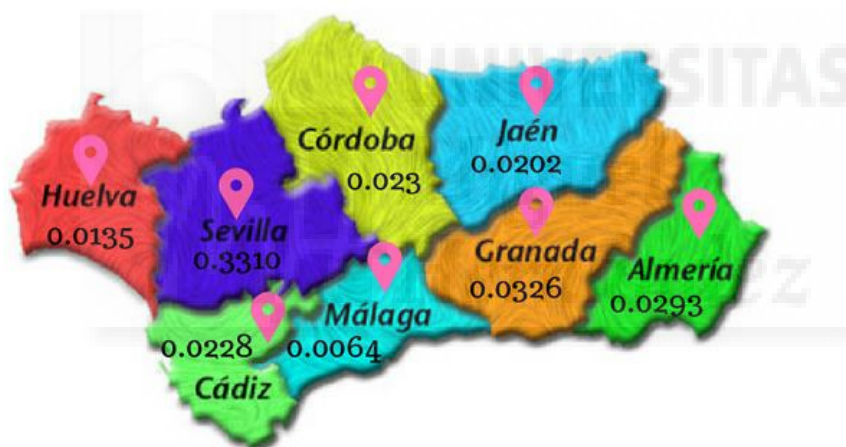 UNIVERSITAS
Córdoba
0.023
Jaén
0.0202
Huelva
0.0135
Sevilla
0.3310
Granada
0.0326
Almería
0.0293
Málaga
0.0064
0.0228
Cádiz